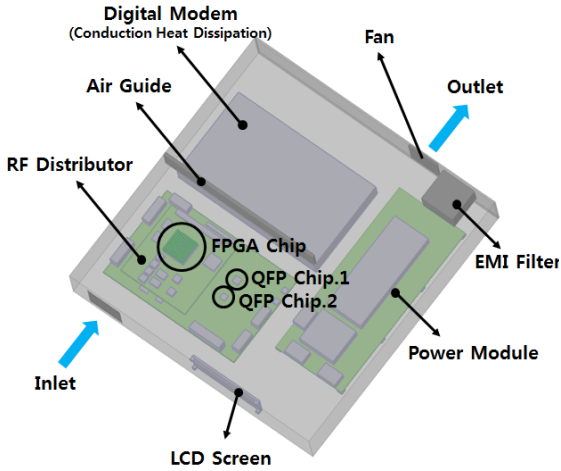 Digital Modem
(Conduction Heat Dissipation)
Fan
Air Guide
Outlet
RF Distributor
FPGA Chip
EMI Filter
QFP Chip.1
QFP Chip.2
Power Module
Inlet
LCD Screen